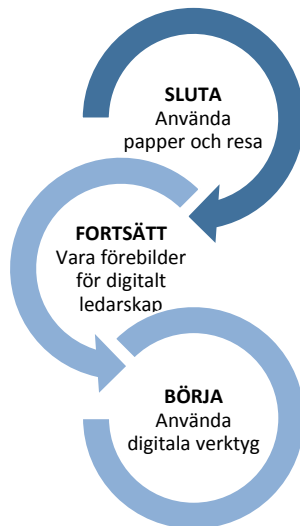 SLUTA
Använda
papper och resa
FORTSÄTT
Vara förebilder
för digitalt
ledarskap
BÖRJA
Använda
digitala verktyg